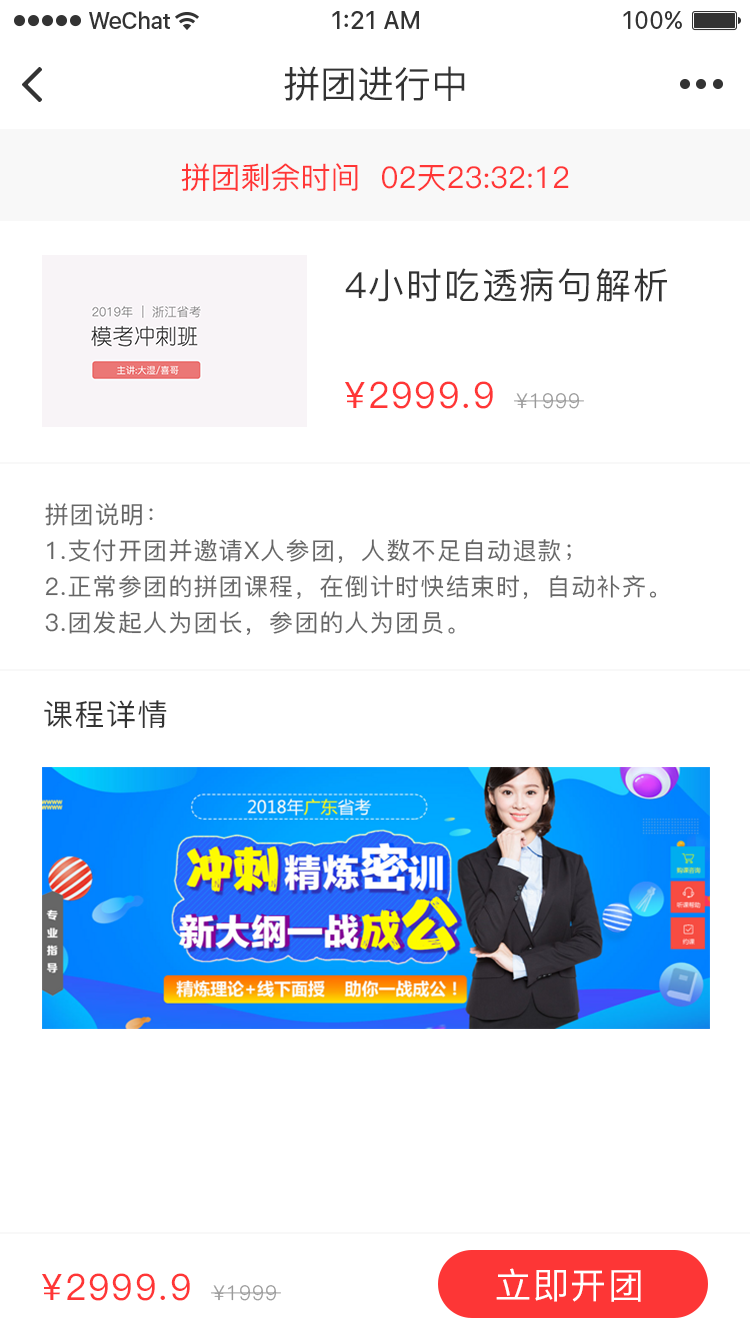 WeChat 1:21 AM 100%
拼团进行中
拼团剩余时间 02天23:32:12
2019年 | 浙江省考
模考冲刺班
主讲:大湿/喜哥
4小时吃透病句解析
¥2999.9 ¥1999
拼团说明:
1.支付开团并邀请X人参团，人数不足自动退款；
2.正常参团的拼团课程，在倒计时快结束时，自动补齐。
3.团发起人为团长，参团的人为团员。
课程详情
2018年广东省考
冲刺精炼密训
新大纲一战成公
精炼理论+线下面授 助你一战成公！
专业指导
购课咨询
听课帮助
约课
¥2999.9 ¥1999
立即开团